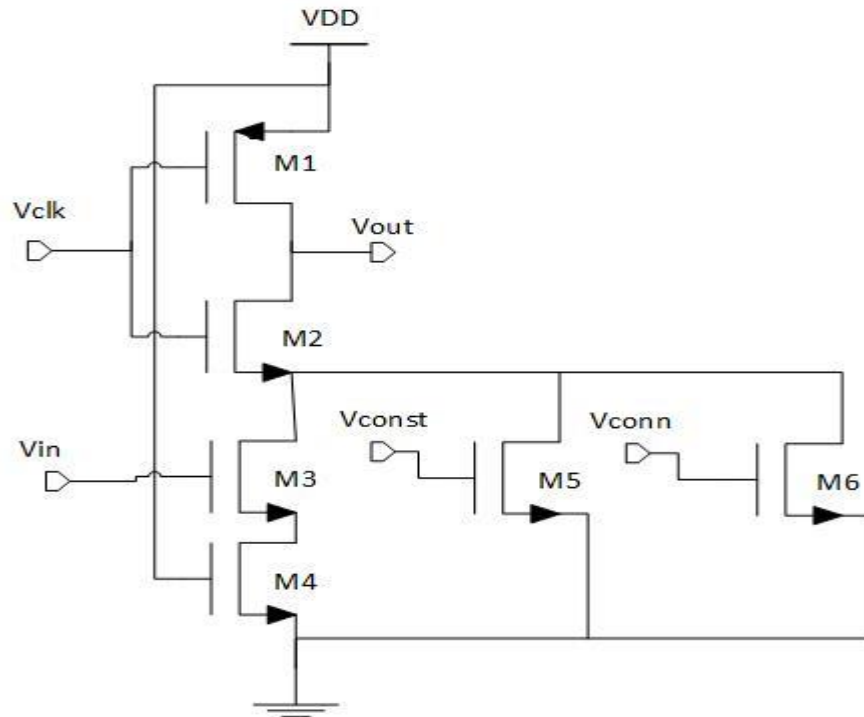 VDD
M1
Vclk
Vout
M2
Vconst
Vconn
Vin
M3
M5
M6
M4